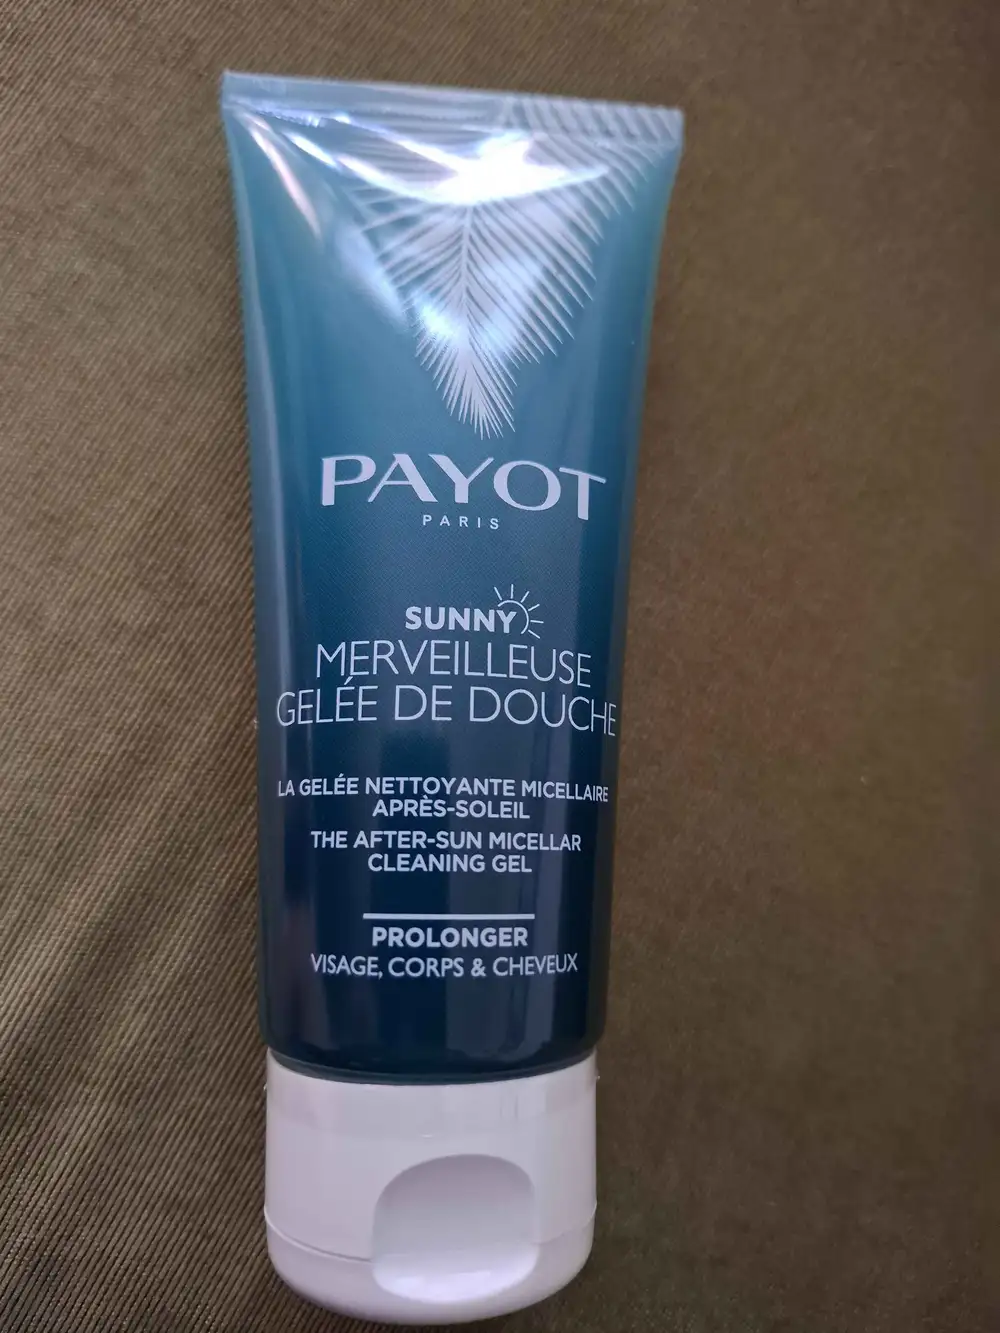 PAYOT
PARIS
SUNNY
MERVEILLEUSE
GELÉE DE DOUCHE
LA GELÉE NETTOYANTE MICELLAIRE
APRÈS-SOLEIL
THE AFTER-SUN MICELLAR
CLEANING GEL
PROLONGER
VISAGE, CORPS & CHEVEUX